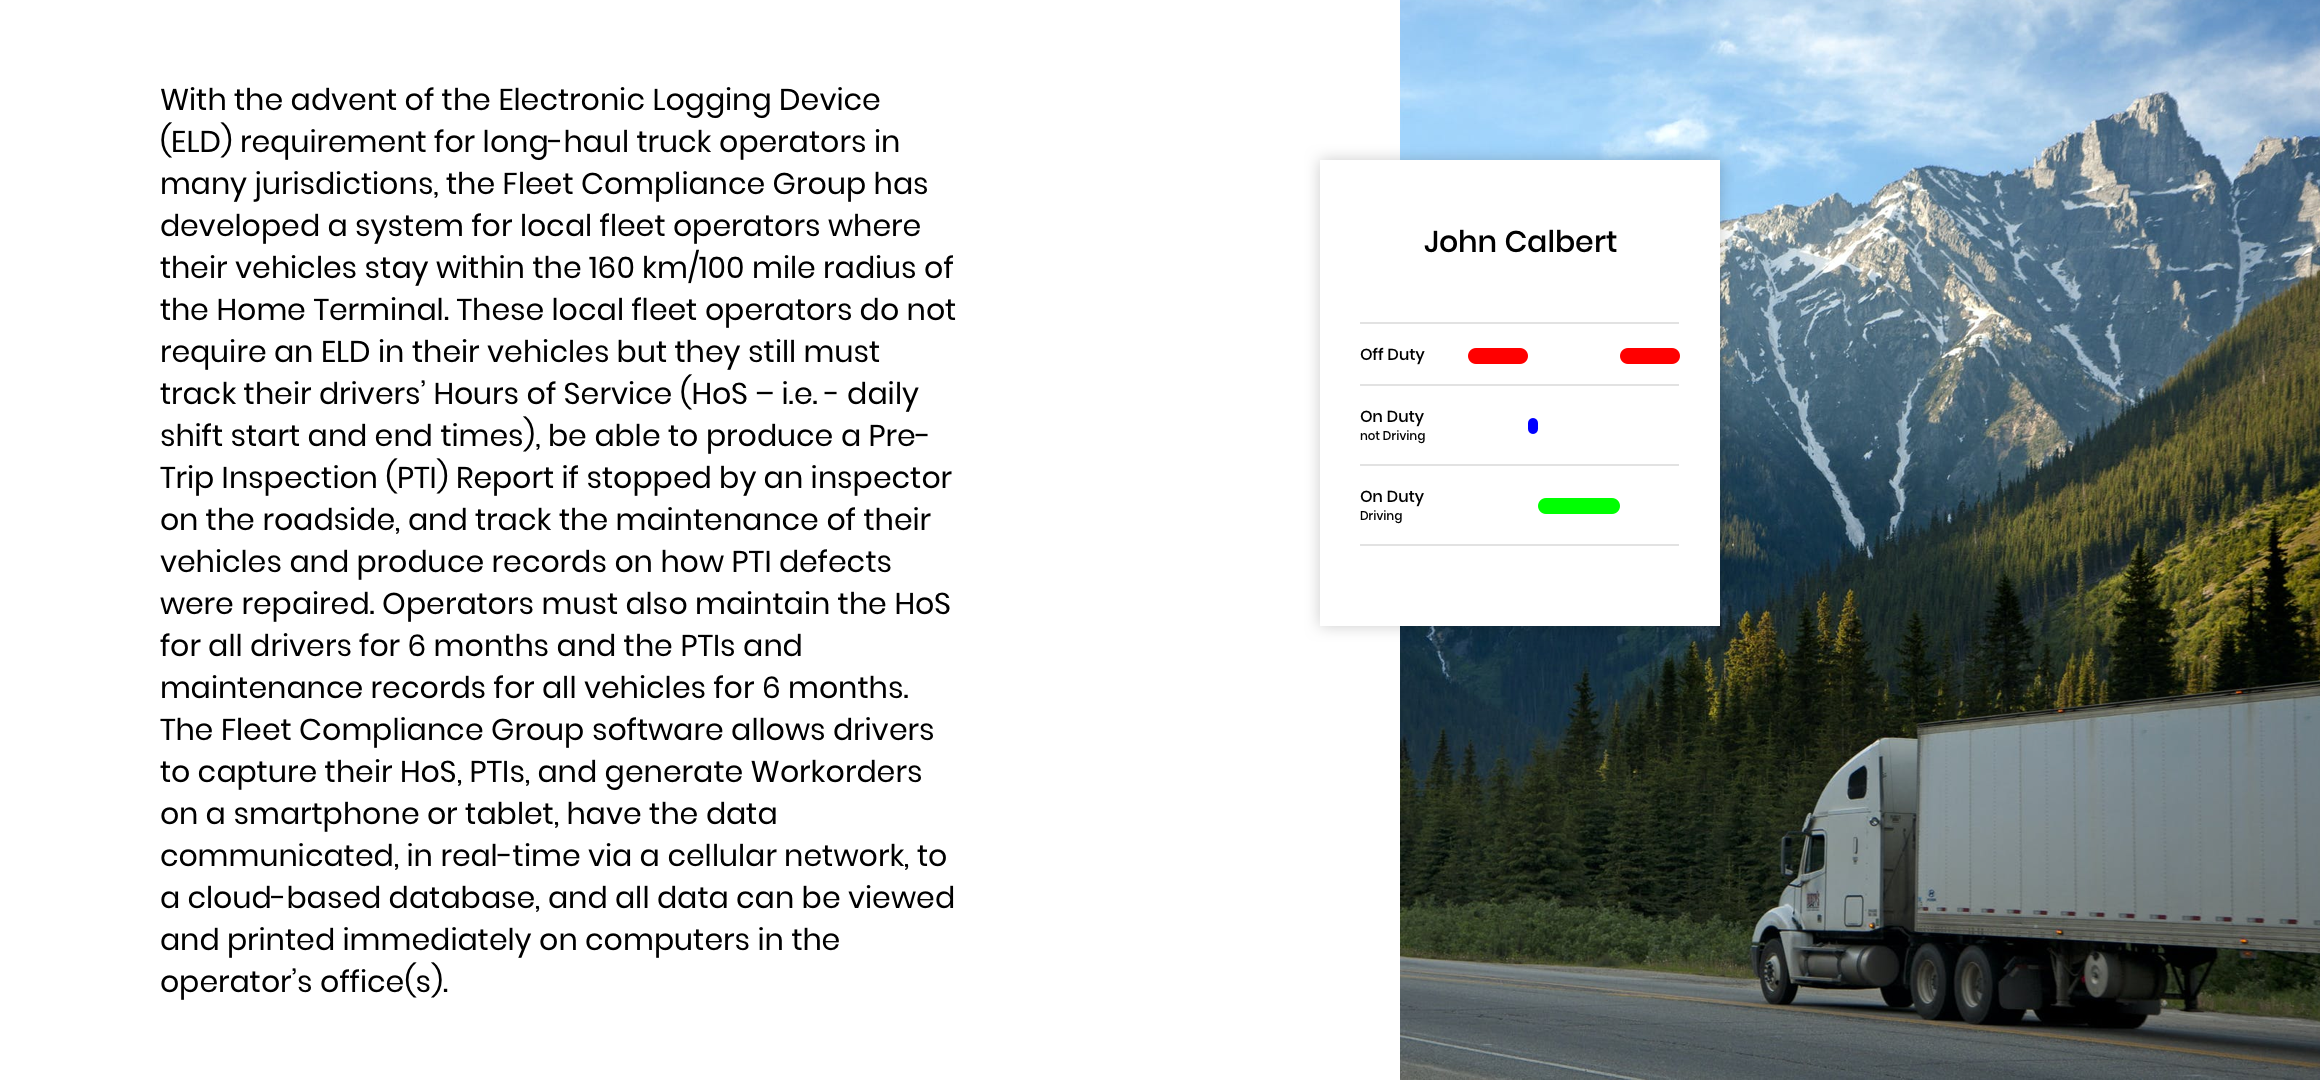 With the advent of the Electronic Logging Device
(ELD) requirement for long-haul truck operators in
many jurisdictions, the Fleet Compliance Group has
developed a system for local fleet operators where
their vehicles stay within the 160 km/100 mile radius of
the Home Terminal. These local fleet operators do not
require an ELD in their vehicles but they still must
track their drivers’ Hours of Service (HoS – i.e. - daily
shift start and end times), be able to produce a Pre-
Trip Inspection (PTI) Report if stopped by an inspector
on the roadside, and track the maintenance of their
vehicles and produce records on how PTI defects
were repaired. Operators must also maintain the HoS
for all drivers for 6 months and the PTIs and
maintenance records for all vehicles for 6 months.
The Fleet Compliance Group software allows drivers
to capture their HoS, PTIs, and generate Workorders
on a smartphone or tablet, have the data
communicated, in real-time via a cellular network, to
a cloud-based database, and all data can be viewed
and printed immediately on computers in the
operator’s office(s).
John Calbert
Off Duty
On Duty
not Driving
On Duty
Driving